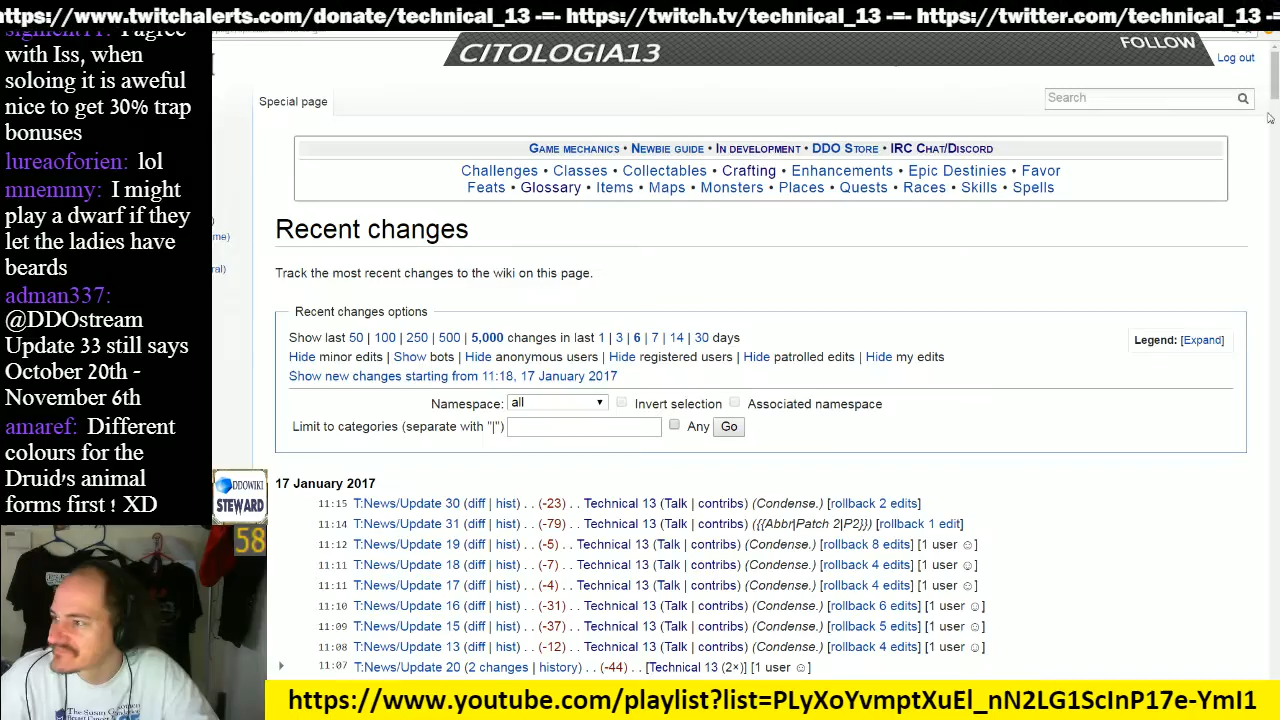 https://www.twitchalerts.com/donate/technical_13 -=- https://twitch.tv/technical_13 -=- https://twitter.com/technical_13 -=
CITOLOGIA13
FOLLOW
Log out
Special page
Search
Game mechanics • Newbie guide • In development • DDO Store • IRC Chat/Discord
Challenges • Classes • Collectables • Crafting • Enhancements • Epic Destinies • Favor
Feats • Glossary • Items • Maps • Monsters • Places • Quests • Races • Skills • Spells
Recent changes
Track the most recent changes to the wiki on this page.
Recent changes options
Show last 50 | 100 | 250 | 500 | 5,000 changes in last 1 | 3 | 6 | 7 | 14 | 30 days
Legend: [Expand]
Hide minor edits | Show bots | Hide anonymous users | Hide registered users | Hide patrolled edits | Hide my edits
Show new changes starting from 11:18, 17 January 2017
Namespace: all Invert selection Associated namespace
Limit to categories (separate with "|") Any Go
17 January 2017
11:15 T:News/Update 30 (diff | hist) . . (-23) . . Technical 13 (Talk | contribs) (Condense.) [rollback 2 edits]
11:14 T:News/Update 31 (diff | hist) . . (-79) . . Technical 13 (Talk | contribs) ({{Abbr|Patch 2|P2}}) [rollback 1 edit]
11:12 T:News/Update 19 (diff | hist) . . (-5) . . Technical 13 (Talk | contribs) (Condense.) [rollback 8 edits] [1 user ☺]
11:11 T:News/Update 18 (diff | hist) . . (-7) . . Technical 13 (Talk | contribs) (Condense.) [rollback 4 edits] [1 user ☺]
11:11 T:News/Update 17 (diff | hist) . . (-4) . . Technical 13 (Talk | contribs) (Condense.) [rollback 4 edits] [1 user ☺]
11:10 T:News/Update 16 (diff | hist) . . (-31) . . Technical 13 (Talk | contribs) (Condense.) [rollback 6 edits] [1 user ☺]
11:09 T:News/Update 15 (diff | hist) . . (-37) . . Technical 13 (Talk | contribs) (Condense.) [rollback 5 edits] [1 user ☺]
11:08 T:News/Update 13 (diff | hist) . . (-12) . . Technical 13 (Talk | contribs) (Condense.) [rollback 4 edits] [1 user ☺]
11:07 T:News/Update 20 (2 changes | history) . . (-44) . . [Technical 13 (2×)] [1 user ☺]
I agree
with Iss, when
soloing it is aweful
nice to get 30% trap
bonuses
lureaoforien: lol
mnemmy: I might
play a dwarf if they
let the ladies have
beards
adman337:
@DDOstream
Update 33 still says
October 20th -
November 6th
amaref: Different
colours for the
Druid's animal
forms first ! XD
me)
ral)
DDOWIKI
STEWARD
58
https://www.youtube.com/playlist?list=PLyXoYvmptXuEl_nN2LG1ScInP17e-YmI1